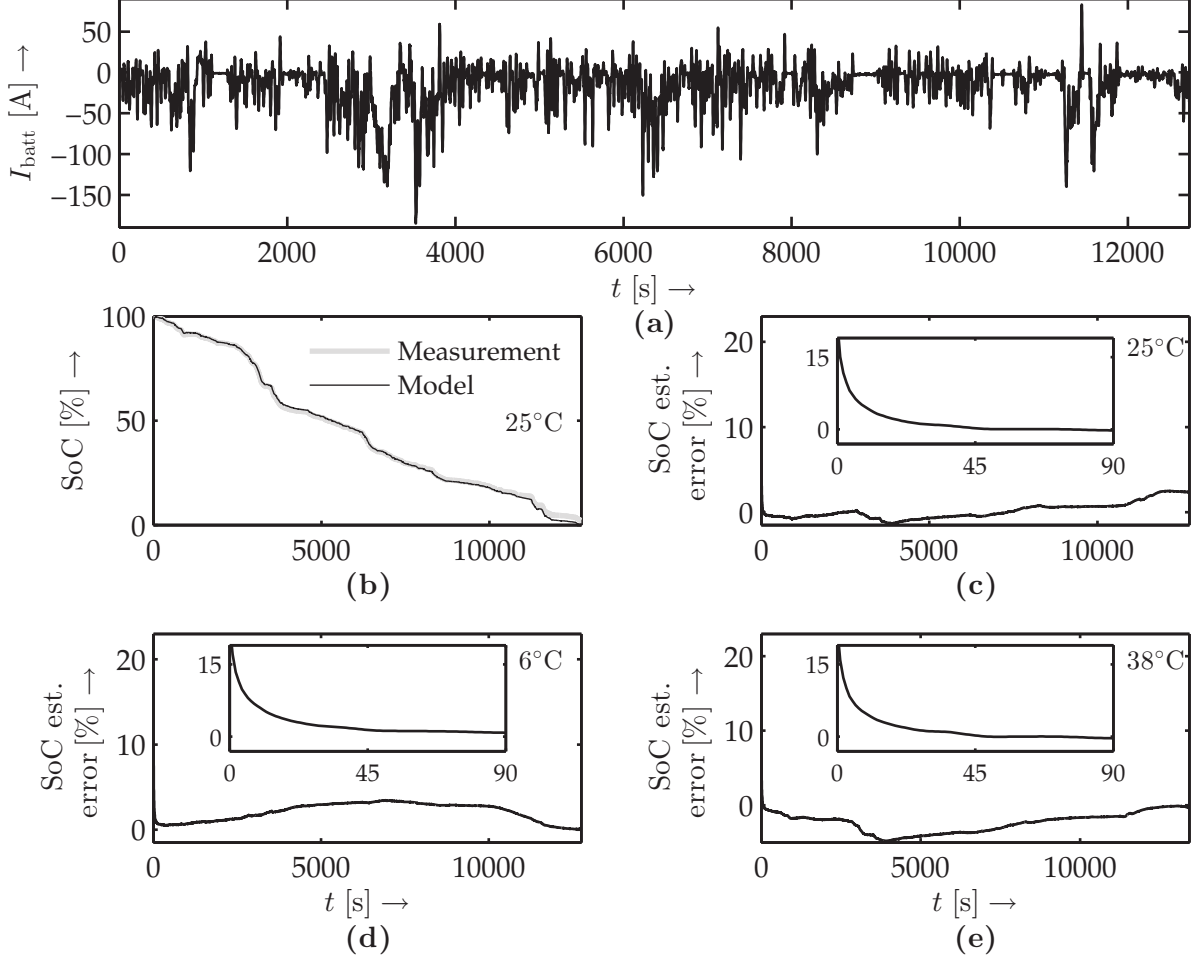 I_batt [A] →
50
0
−50
−100
−150
0 2000 4000 6000 8000 10000 12000
t [s] →
(a)
SoC [%] →
100
50
0
Measurement
Model
25°C
0 5000 10000
(b)
SoC est.
error [%] →
20
10
0
15
0
0 45 90
25°C
0 5000 10000
(c)
SoC est.
error [%] →
20
10
0
15
0
0 45 90
6°C
0 5000 10000
t [s] →
(d)
SoC est.
error [%] →
20
10
0
15
0
0 45 90
38°C
0 5000 10000
t [s] →
(e)